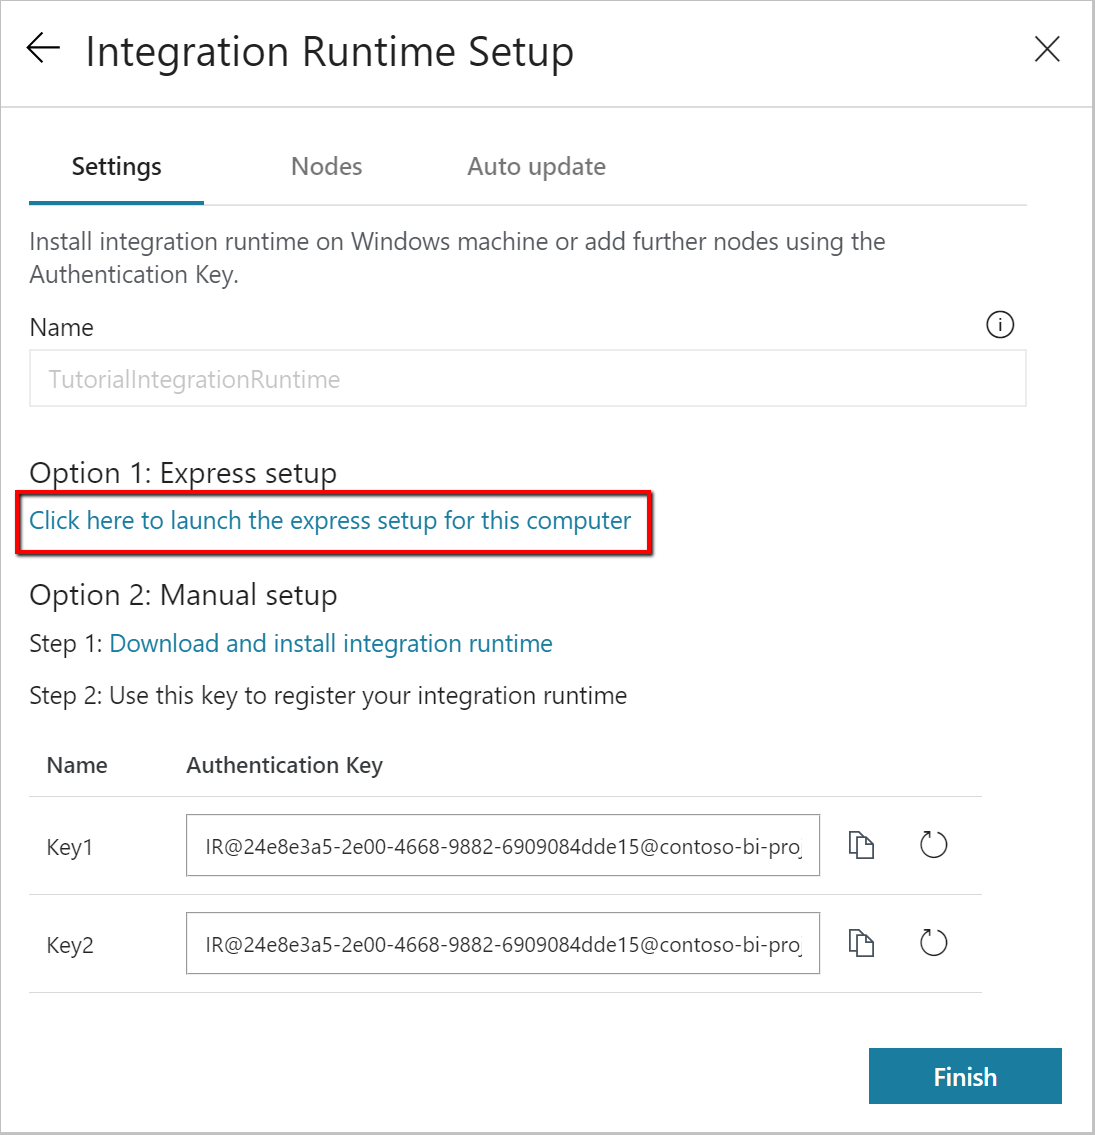 Integration Runtime Setup
Settings Nodes Auto update
Install integration runtime on Windows machine or add further nodes using the
Authentication Key.
Name
TutorialIntegrationRuntime
Option 1: Express setup
Click here to launch the express setup for this computer
Option 2: Manual setup
Step 1: Download and install integration runtime
Step 2: Use this key to register your integration runtime
Name Authentication Key
Key1 IR@24e8e3a5-2e00-4668-9882-6909084dde15@contoso-bi-proj
Key2 IR@24e8e3a5-2e00-4668-9882-6909084dde15@contoso-bi-proj
Finish